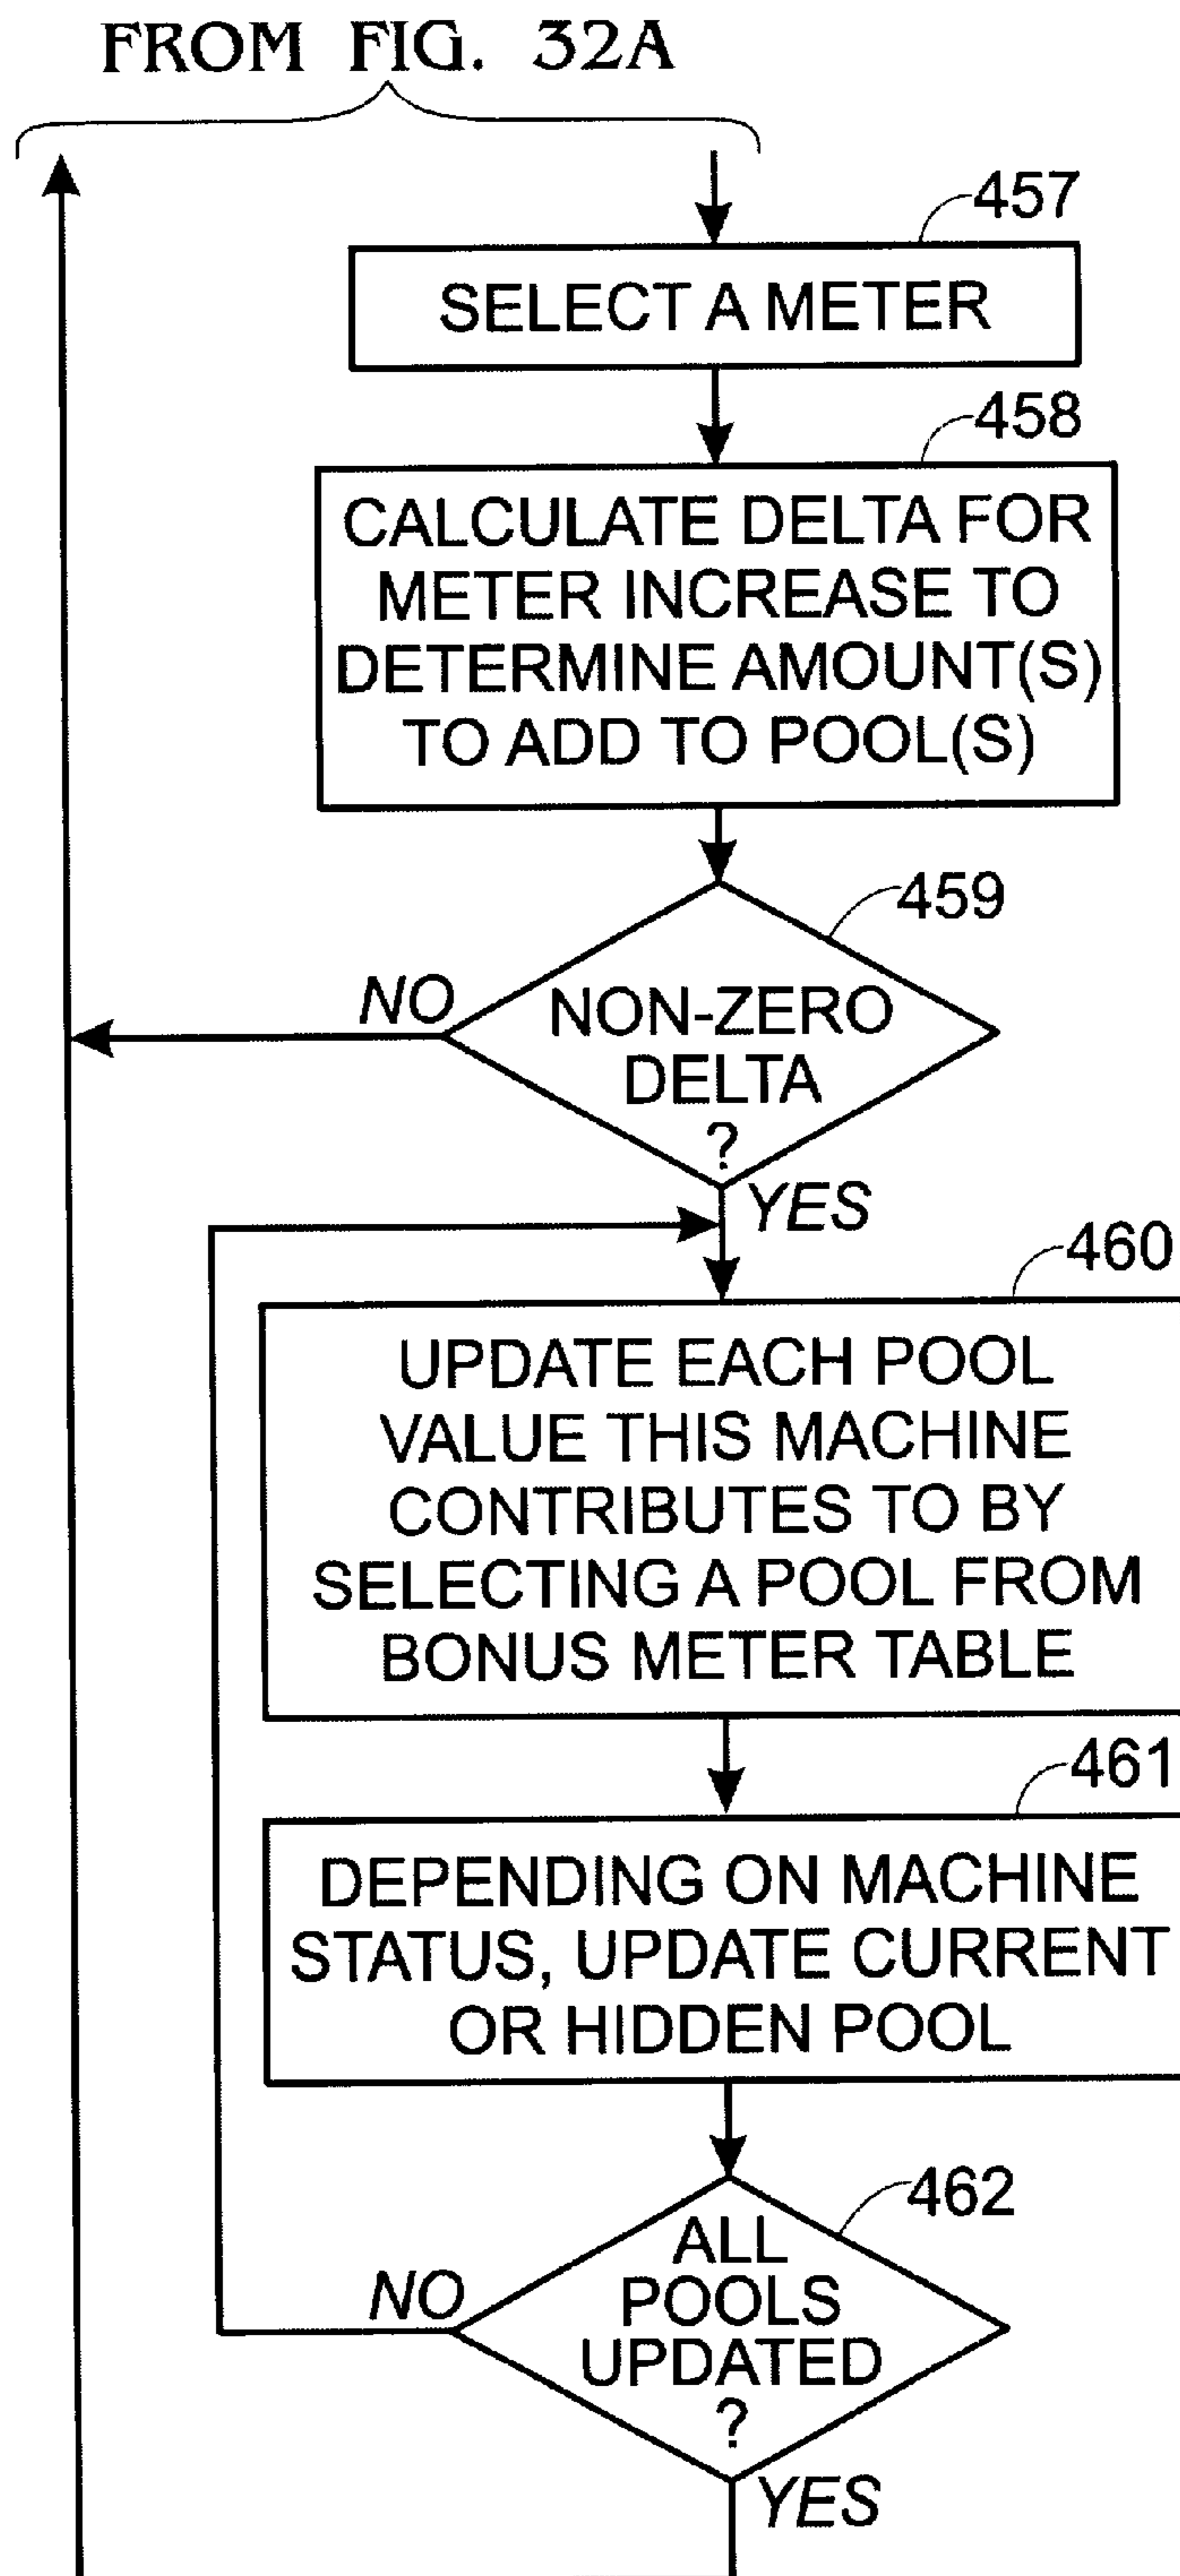 FROM FIG. 32A
457
SELECT A METER
458
CALCULATE DELTA FOR
METER INCREASE TO
DETERMINE AMOUNT(S)
TO ADD TO POOL(S)
459
NON-ZERO
DELTA
?
NO
YES
460
UPDATE EACH POOL
VALUE THIS MACHINE
CONTRIBUTES TO BY
SELECTING A POOL FROM
BONUS METER TABLE
461
DEPENDING ON MACHINE
STATUS, UPDATE CURRENT
OR HIDDEN POOL
462
ALL
POOLS
UPDATED
?
NO
YES